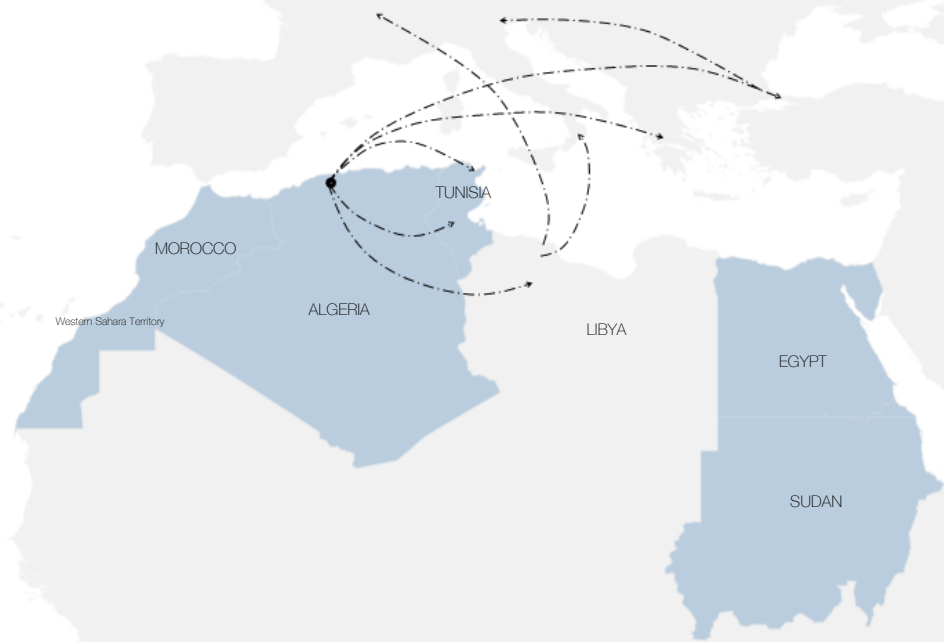 TUNISIA
MOROCCO
ALGERIA
Western Sahara Territory
LIBYA
EGYPT
SUDAN